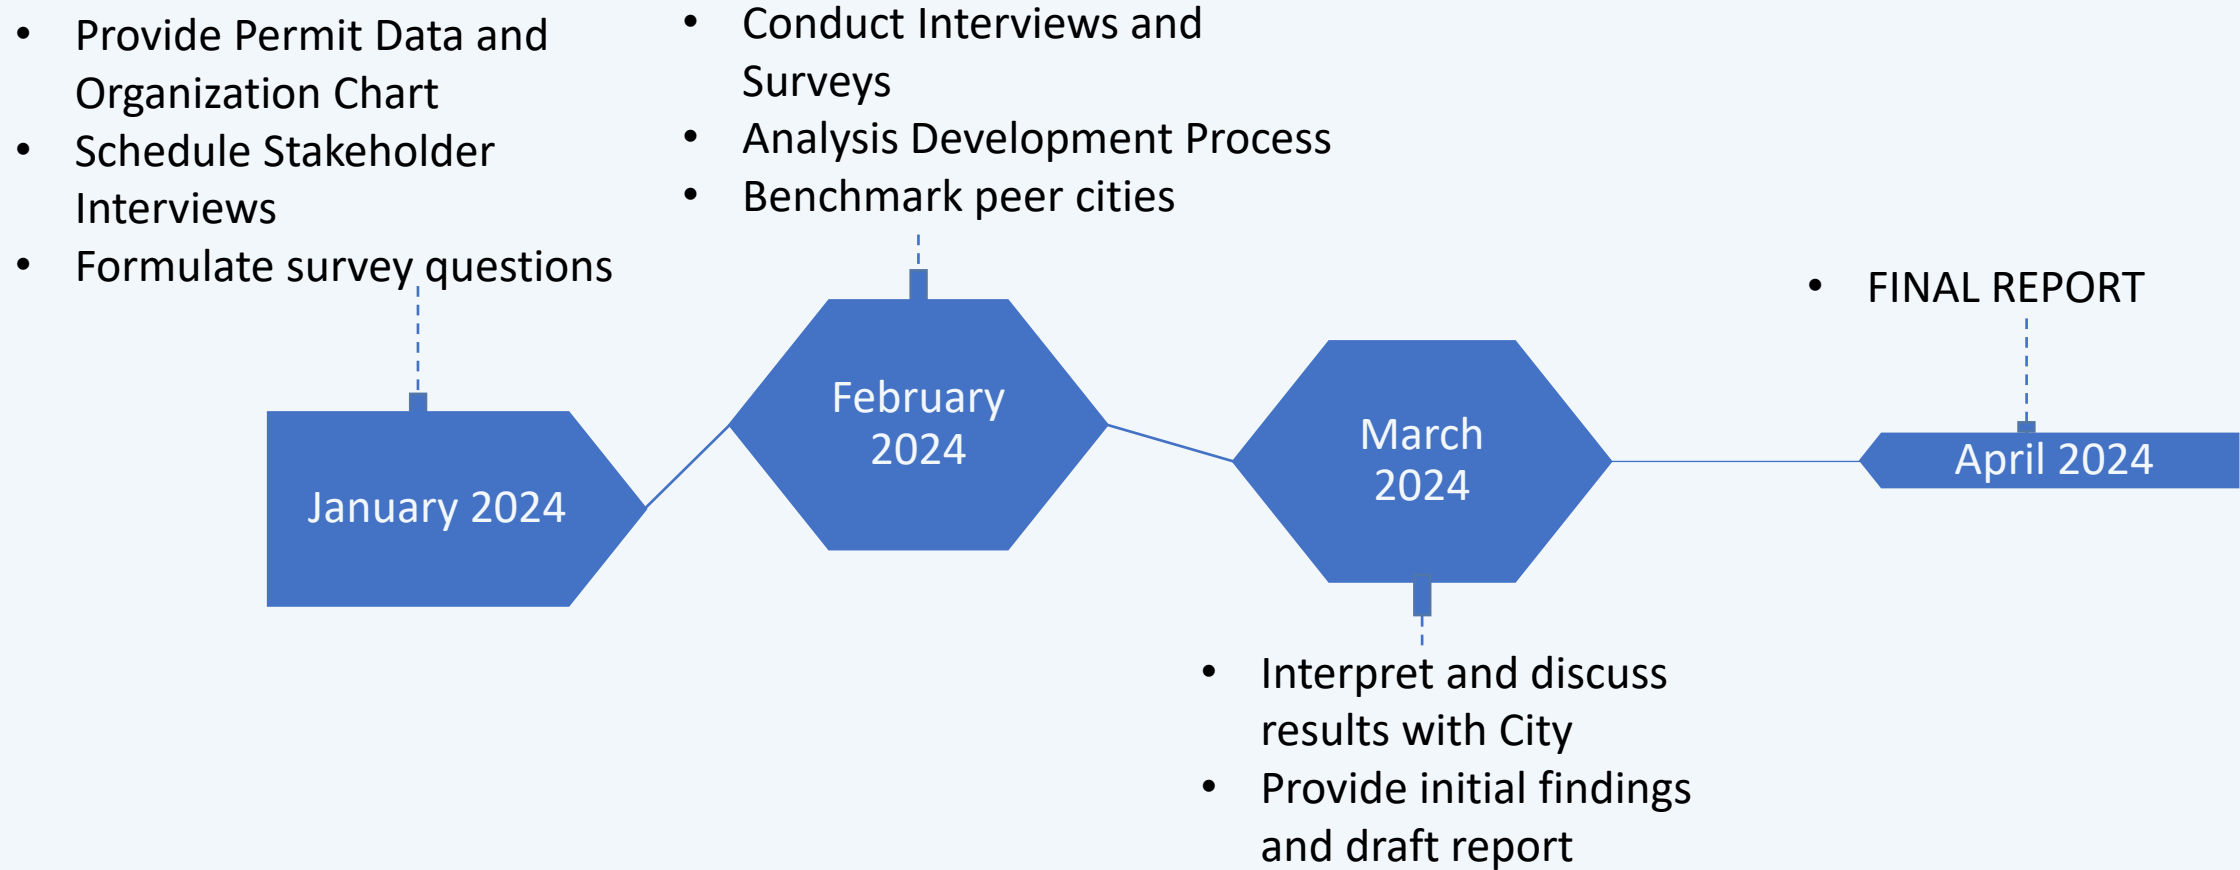 • Provide Permit Data and
Organization Chart
• Schedule Stakeholder
Interviews
• Formulate survey questions
January 2024
• Conduct Interviews and
Surveys
• Analysis Development Process
• Benchmark peer cities
February
2024
March
2024
• Interpret and discuss
results with City
• Provide initial findings
and draft report
• FINAL REPORT
April 2024